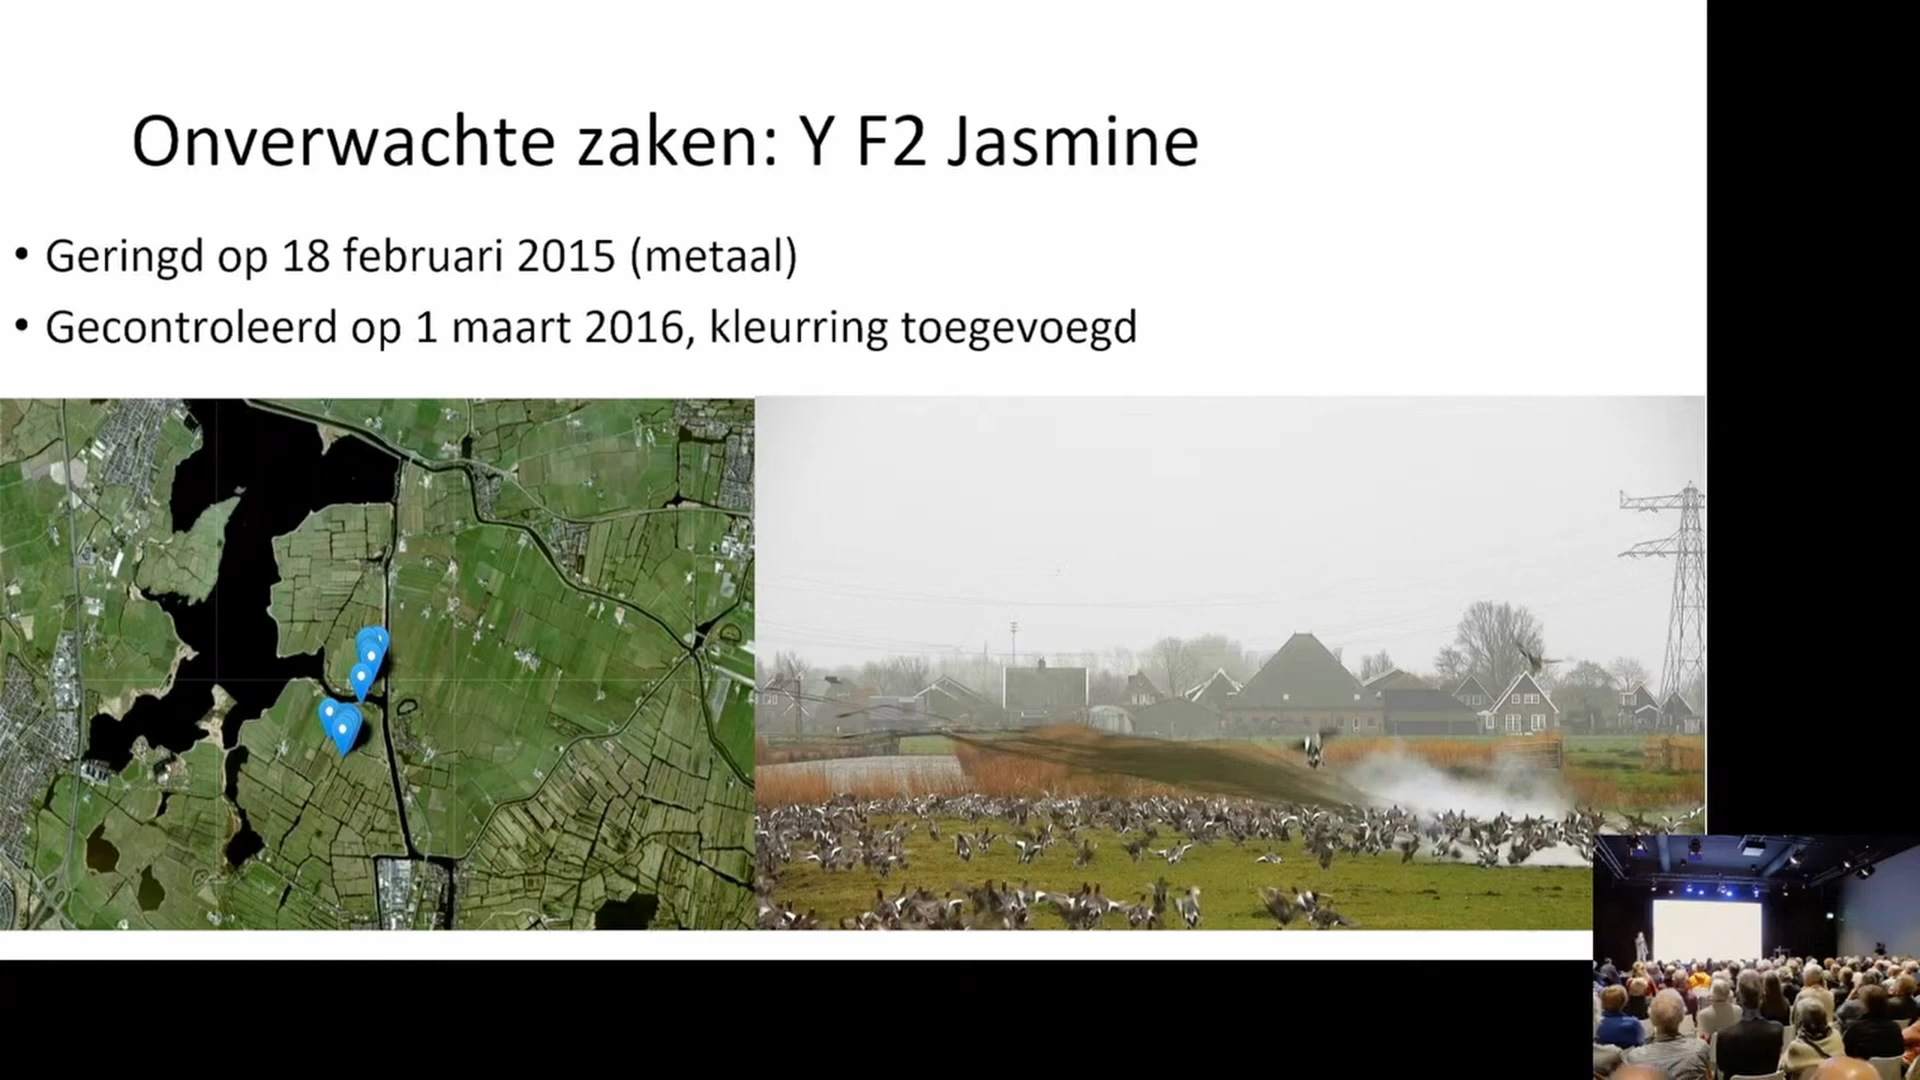 Onverwachte zaken: Y F2 Jasmine
• Geringd op 18 februari 2015 (metaal)
• Gecontroleerd op 1 maart 2016, kleurring toegevoegd